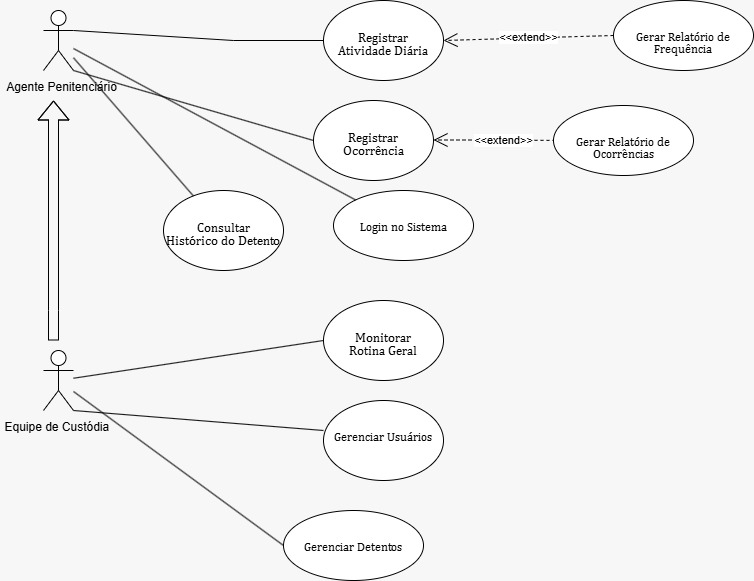 Registrar
Atividade Diária
<<extend>>
Gerar Relatório de
Frequência
Agente Penitenciário
Registrar
Ocorrência
<<extend>>
Gerar Relatório de
Ocorrências
Consultar
Histórico do Detento
Login no Sistema
Monitorar
Rotina Geral
Equipe de Custódia
Gerenciar Usuários
Gerenciar Detentos